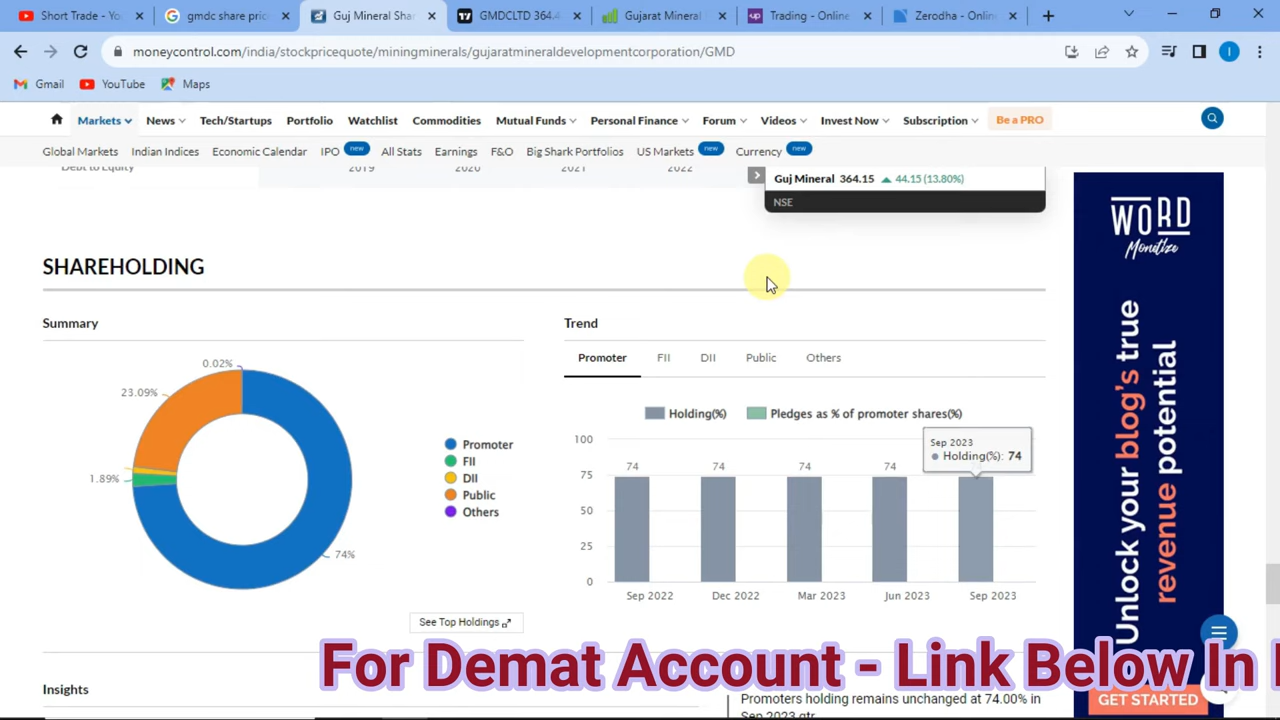 Short Trade - Yo
gmdc share pric
Guj Mineral Sha
GMDCLTD 364.
Gujarat Mineral
Trading - Online
Zerodha - Onlin
moneycontrol.com/india/stockpricequote/miningminerals/gujaratmineraldevelopmentcorporation/GMD
I
Gmail
YouTube
Maps
Markets
News
Tech/Startups
Portfolio
Watchlist
Commodities
Mutual Funds
Personal Finance
Forum
Videos
Invest Now
Subscription
Be a PRO
Global Markets
Indian Indices
Economic Calendar
IPO new
All Stats
Earnings
F&O
Big Shark Portfolios
US Markets new
Currency new
Debt to Equity
2019 2020 2021 2022
Guj Mineral 364.15 44.15 (13.80%)
NSE
SHAREHOLDING
Summary
0.02%
23.09%
1.89%
74%
Promoter
FII
DII
Public
Others
See Top Holdings
Trend
Promoter FII DII Public Others
Holding(%) Pledges as % of promoter shares(%)
100
75
50
25
0
74 74 74 74
Sep 2023
Holding(%): 74
Sep 2022 Dec 2022 Mar 2023 Jun 2023 Sep 2023
WORD
Monetize
Unlock your blog's true
revenue potential
GET STARTED
For Demat Account - Link Below In
Insights
Promoters holding remains unchanged at 74.00% in
Sep 2023 qtr